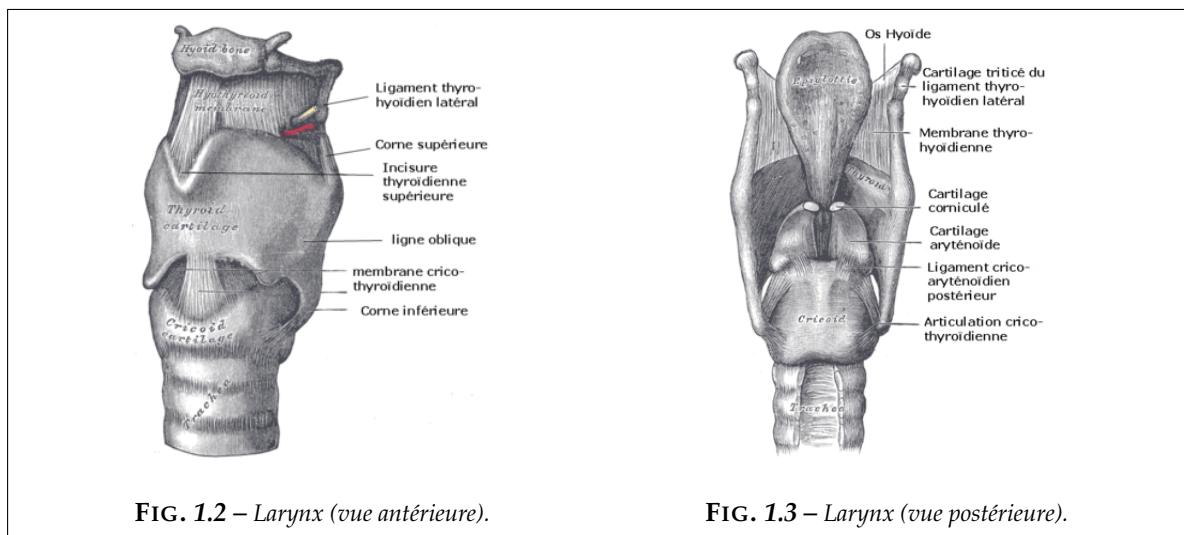 Hyoid bone
Hyothyreoid
membrane
Ligament thyro-
hyoïdien latéral
Corne supérieure
Incisure
thyroïdienne
supérieure
Thyroid
cartilage
ligne oblique
membrane crico-
thyroïdienne
Corne inférieure
Cricoid
cartilage
Trachea
FIG. 1.2 – Larynx (vue antérieure).
Os Hyoïde
Epiglottis
Cartilage triticé du
ligament thyro-
hyoïdien latéral
Membrane thyro-
hyoïdienne
Thyroid
Cartilage
corniculé
Cartilage
aryténoïde
Ligament crico-
aryténoïdien
postérieur
Cricoid
Articulation crico-
thyroïdienne
Trachea
FIG. 1.3 – Larynx (vue postérieure).